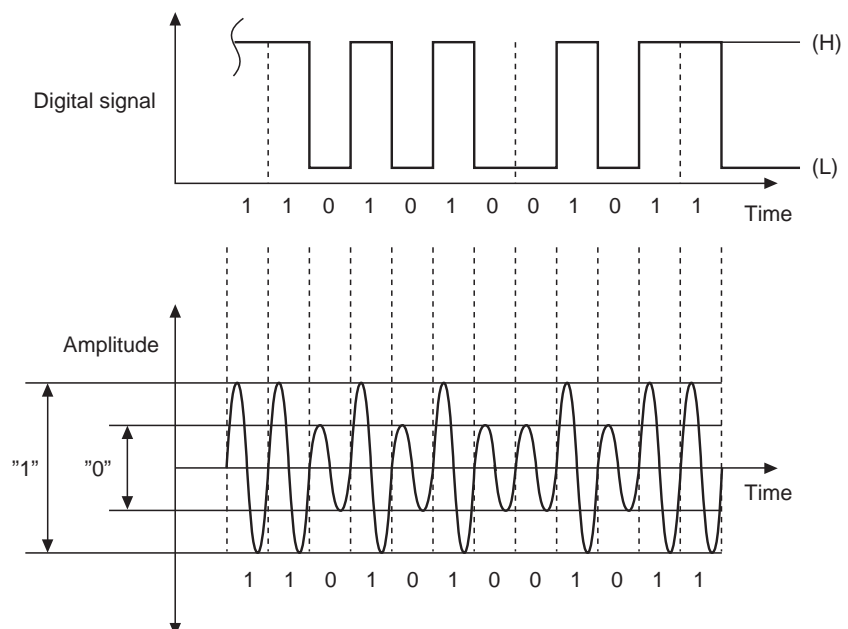 (H)
Digital signal
(L)
1 1 0 1 0 1 0 0 1 0 1 1
Time
Amplitude
”1”
”0”
Time
1 1 0 1 0 1 0 0 1 0 1 1